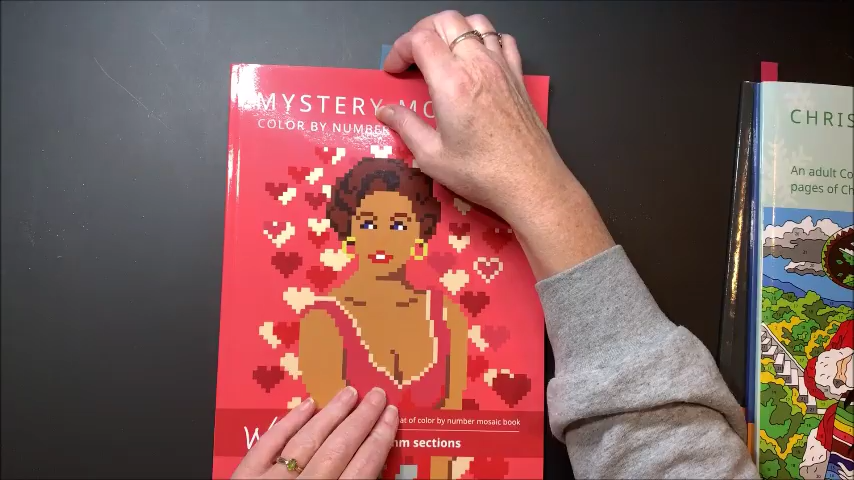 MYSTERY MO
COLOR BY NUMBER
at of color by number mosaic book
mm sections
CHRIS
An adult Co
pages of Ch